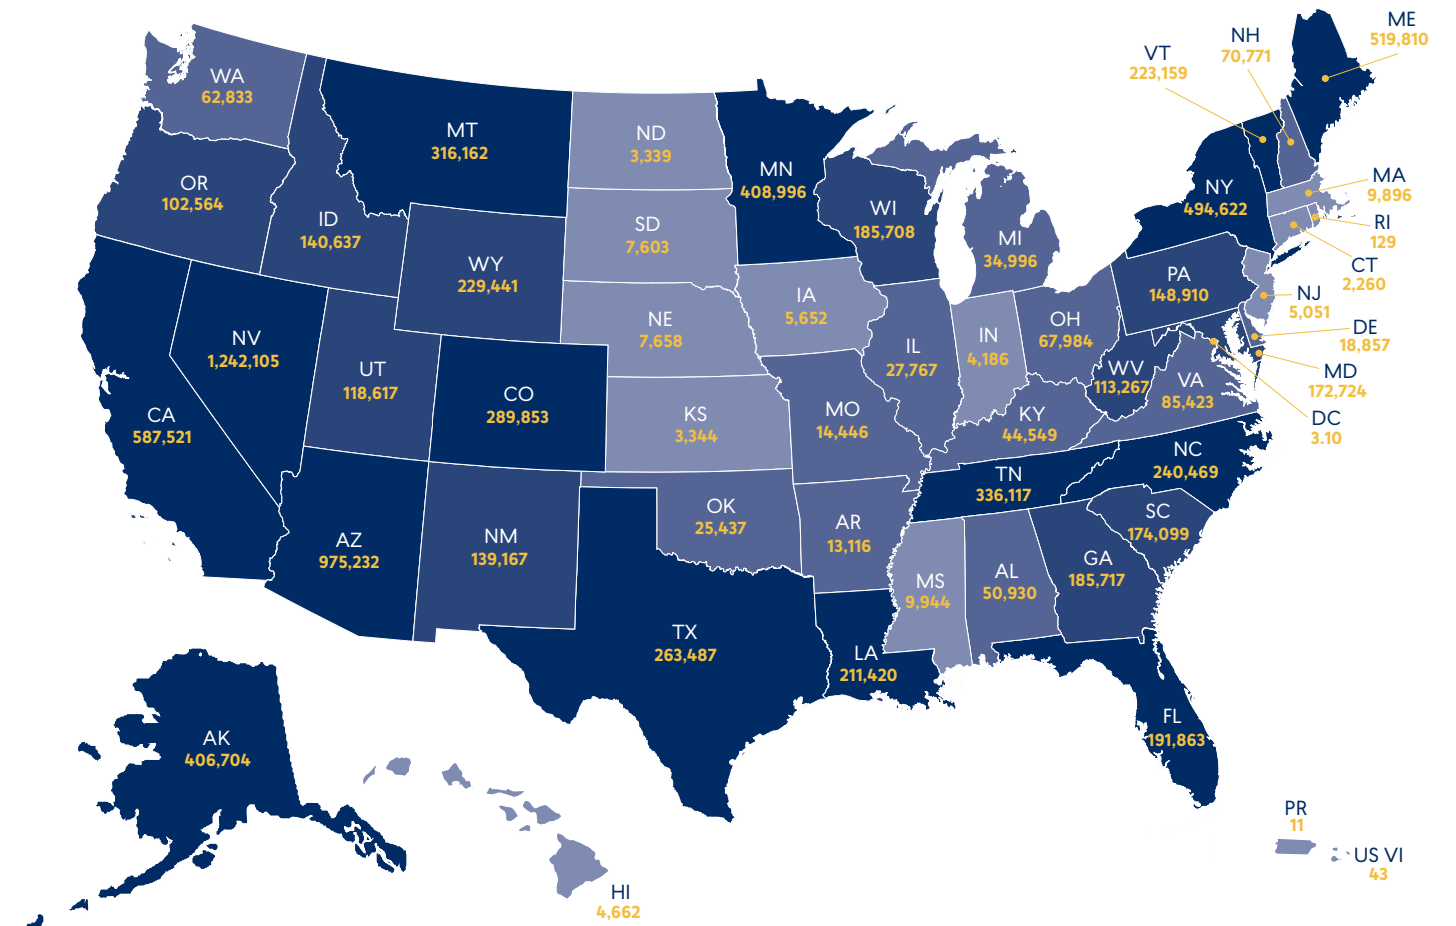 ME
519,810
NH
70,771
VT
223,159
WA
62,833
MT
316,162
ND
3,339
MN
408,996
OR
102,564
ID
140,637
SD
7,603
WI
185,708
MI
34,996
NY
494,622
MA
9,896
RI
129
CT
2,260
WY
229,441
IA
5,652
PA
148,910
NJ
5,051
NE
7,658
OH
67,984
DE
18,857
NV
1,242,105
UT
118,617
IL
27,767
IN
4,186
WV
113,267
VA
85,423
MD
172,724
DC
3.10
CA
587,521
CO
289,853
KS
3,344
MO
14,446
KY
44,549
NC
240,469
TN
336,117
AZ
975,232
NM
139,167
OK
25,437
AR
13,116
SC
174,099
GA
185,717
MS
9,944
AL
50,930
TX
263,487
LA
211,420
FL
191,863
AK
406,704
HI
4,662
PR
11
US VI
43